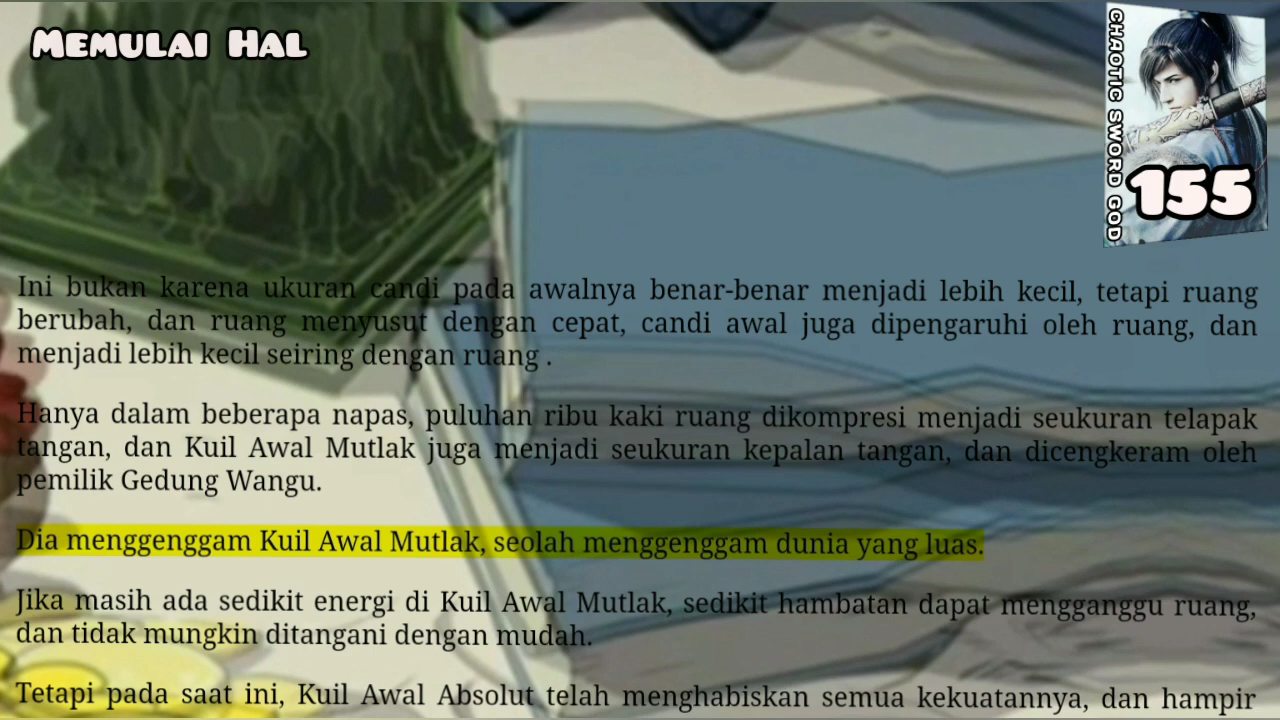 Memulai Hal
CHAOTIC SWORD GOD
155
Ini bukan karena ukuran candi pada awalnya benar-benar menjadi lebih kecil, tetapi ruang
berubah, dan ruang menyusut dengan cepat, candi awal juga dipengaruhi oleh ruang, dan
menjadi lebih kecil seiring dengan ruang .
Hanya dalam beberapa napas, puluhan ribu kaki ruang dikompresi menjadi seukuran telapak
tangan, dan Kuil Awal Mutlak juga menjadi seukuran kepalan tangan, dan dicengkeram oleh
pemilik Gedung Wangu.
Dia menggenggam Kuil Awal Mutlak, seolah menggenggam dunia yang luas.
Jika masih ada sedikit energi di Kuil Awal Mutlak, sedikit hambatan dapat mengganggu ruang,
dan tidak mungkin ditangani dengan mudah.
Tetapi pada saat ini, Kuil Awal Absolut telah menghabiskan semua kekuatannya, dan hampir